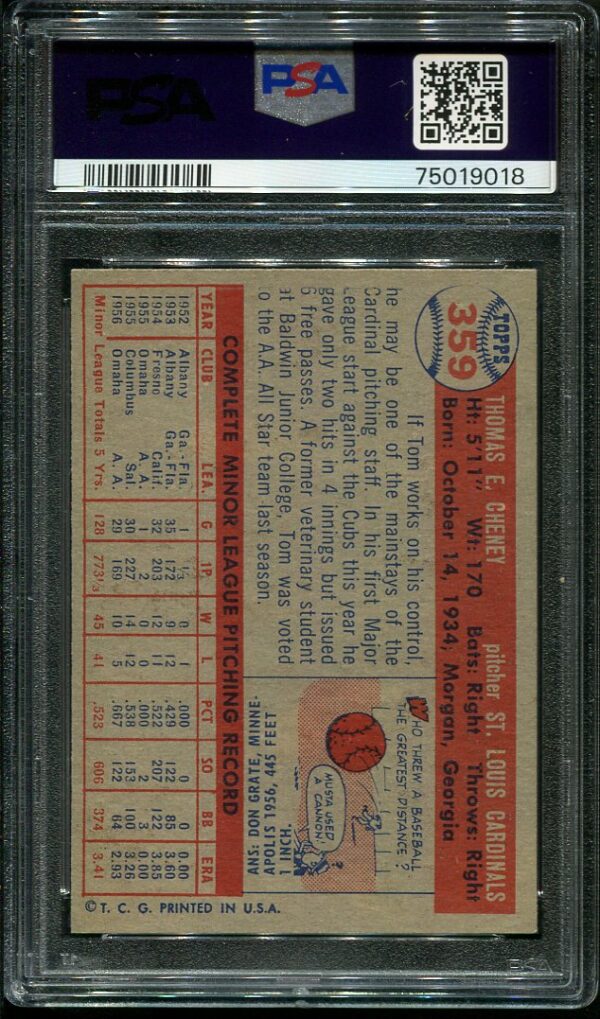 PSA
PSA
75019018
TOPPS
359
THOMAS E. CHENEY pitcher ST. LOUIS CARDINALS
Ht: 5'11" Wt: 170 Bats: Right Throws: Right
Born: October 14, 1934; Morgan, Georgia
If Tom works on his control,
he may be one of the mainstays of the
Cardinal pitching staff. In his first Major
League start against the Cubs this year he
gave only two hits in 4 innings but issued
6 free passes. A former veterinary student
at Baldwin Junior College, Tom was voted
o the A.A. All Star team last season.
WHO THREW A BASEBALL
THE GREATEST DISTANCE?
MUSTA USED
A CANNON!
ANS: DON GRATE MINNE-
APOLIS 1956, 445 FEET
1 INCH.
COMPLETE MINOR LEAGUE PITCHING RECORD
YEAR CLUB LEA. G IP W L PCT SO BB ERA
1952 Albany Ga.-Fla. 1 1/3 0 1 .000 0 0 0.00
1953 Albany Ga.-Fla. 35 172 9 12 .429 122 85 3.60
1954 Fresno Calif. 32 203 12 11 .522 207 122 3.85
1955 Omaha A.A. 1 2 0 0 .000 2 3 0.00
1955 Columbus Sal. 30 227 14 12 .538 153 100 3.26
1956 Omaha A.A. 29 169 10 5 .667 122 64 2.93
Minor League Totals 5 Yrs. 128 773 1/3 45 41 .523 606 374 3.41
© T. C. G. PRINTED IN U.S.A.
PSA